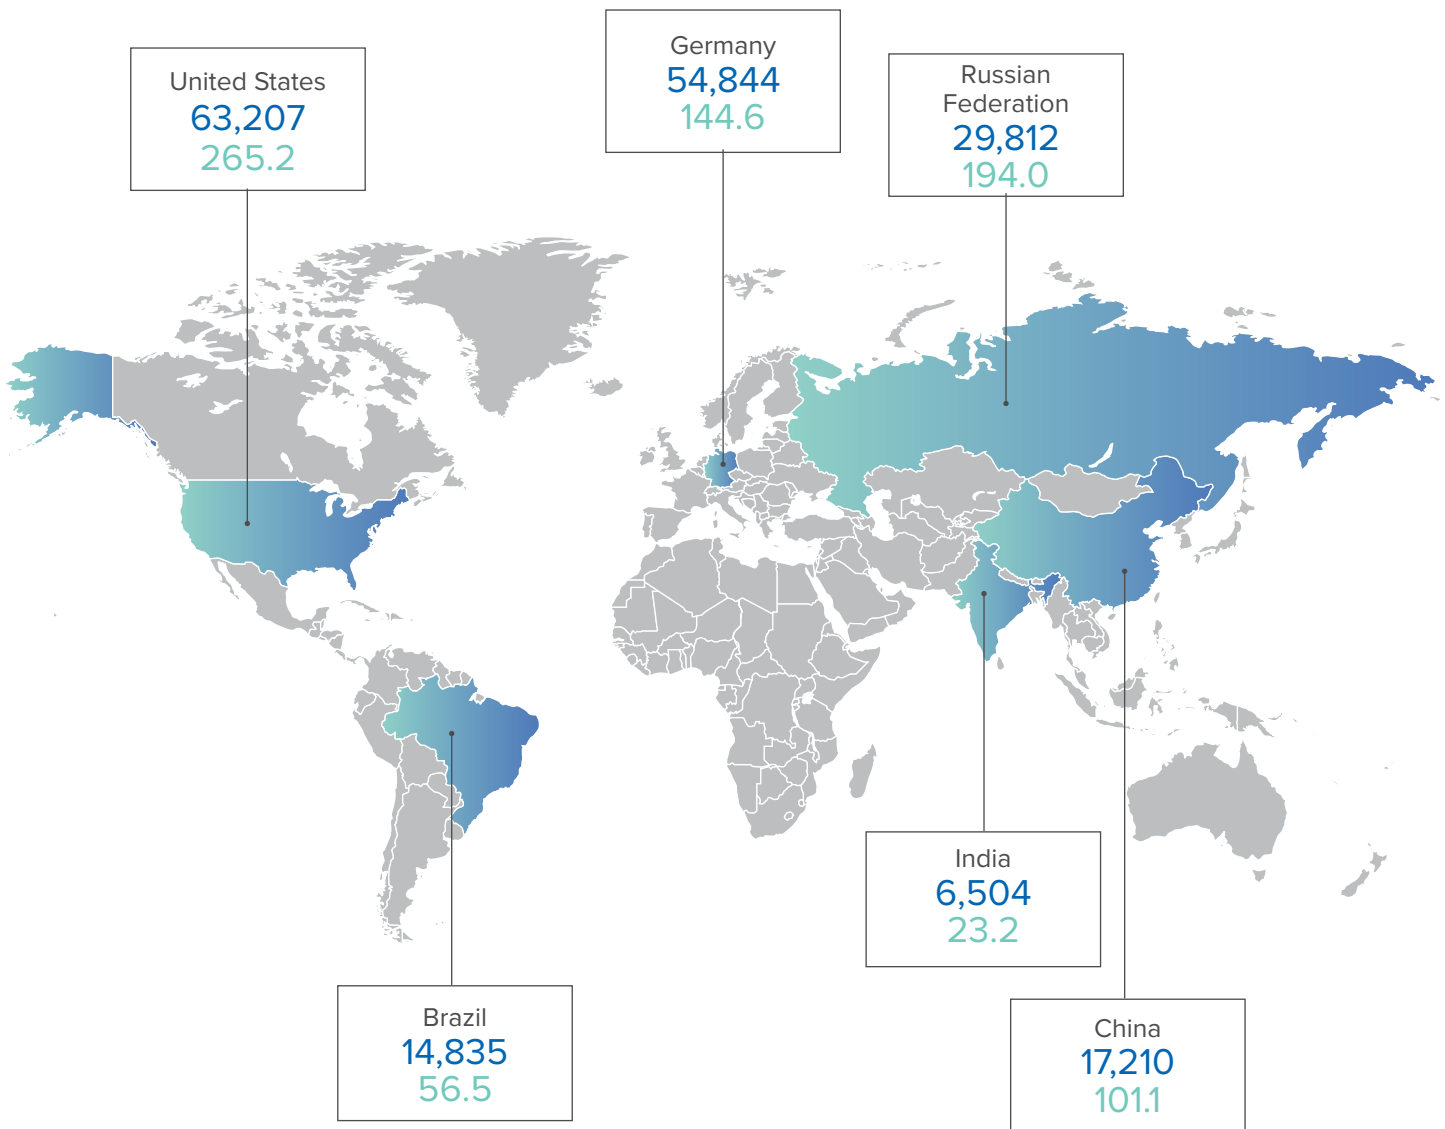 United States
63,207
265.2
Germany
54,844
144.6
Russian
Federation
29,812
194.0
India
6,504
23.2
Brazil
14,835
56.5
China
17,210
101.1